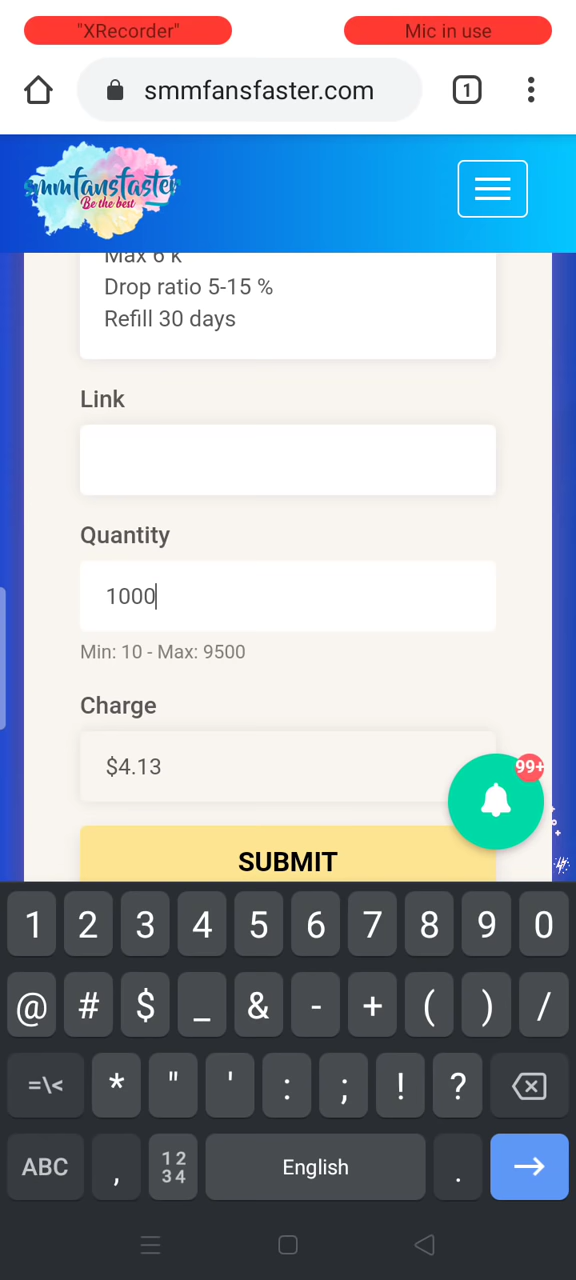 "XRecorder"
Mic in use
smmfansfaster.com
1
smmfansfaster
Be the best
Max 6 k
Drop ratio 5-15 %
Refill 30 days
Link
Quantity
1000
Min: 10 - Max: 9500
Charge
$4.13
99+
SUBMIT
1 2 3 4 5 6 7 8 9 0
@ # $ _ & - + ( ) /
=\< * " ' : ; ! ?
ABC , 12 34 English .